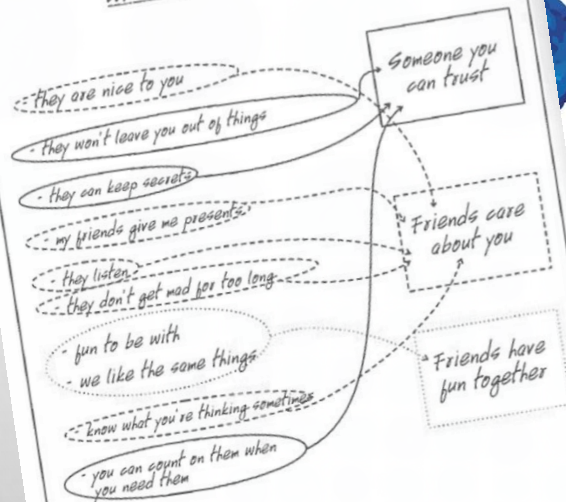 - they are nice to you
- they won't leave you out of things
- they can keep secrets
- my friends give me presents
- they listen
- they don't get mad for too long
- fun to be with
- we like the same things
- know what you're thinking sometimes
- you can count on them when
you need them
Someone you
can trust
Friends care
about you
Friends have
fun together